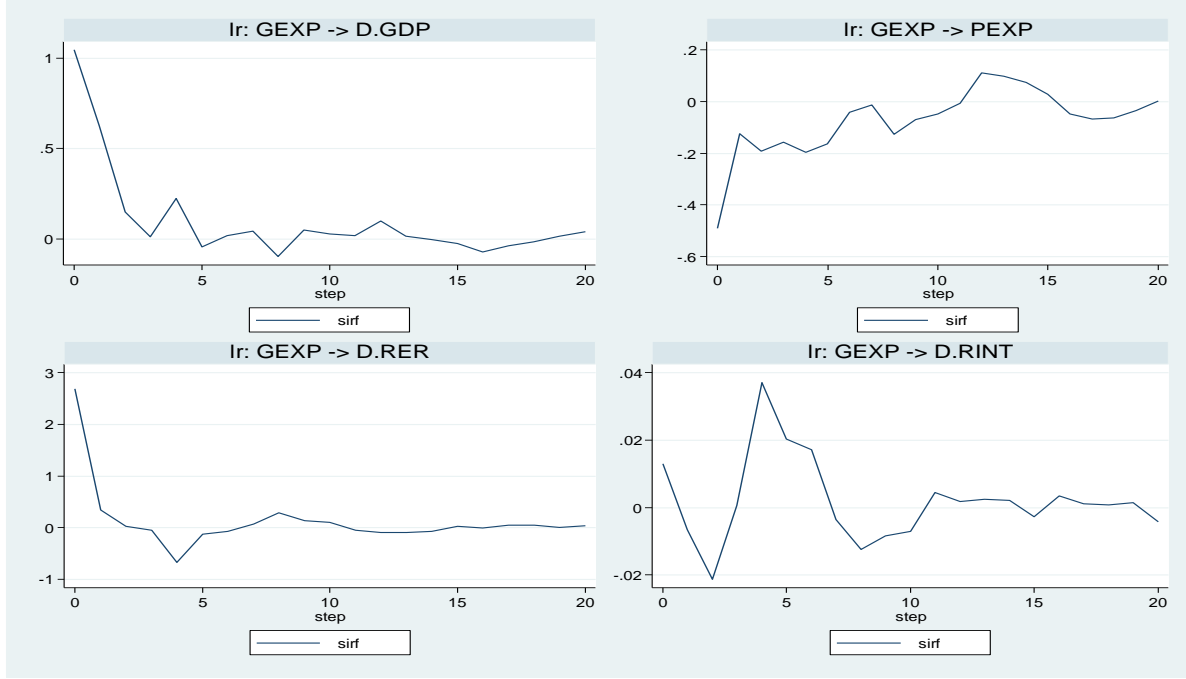 Ir: GEXP -> D.GDP
1
.5
0
0 5 10 15 20
step
sirf
Ir: GEXP -> PEXP
.2
0
-.2
-.4
-.6
0 5 10 15 20
step
sirf
Ir: GEXP -> D.RER
3
2
1
0
-1
0 5 10 15 20
step
sirf
Ir: GEXP -> D.RINT
.04
.02
0
-.02
0 5 10 15 20
step
sirf